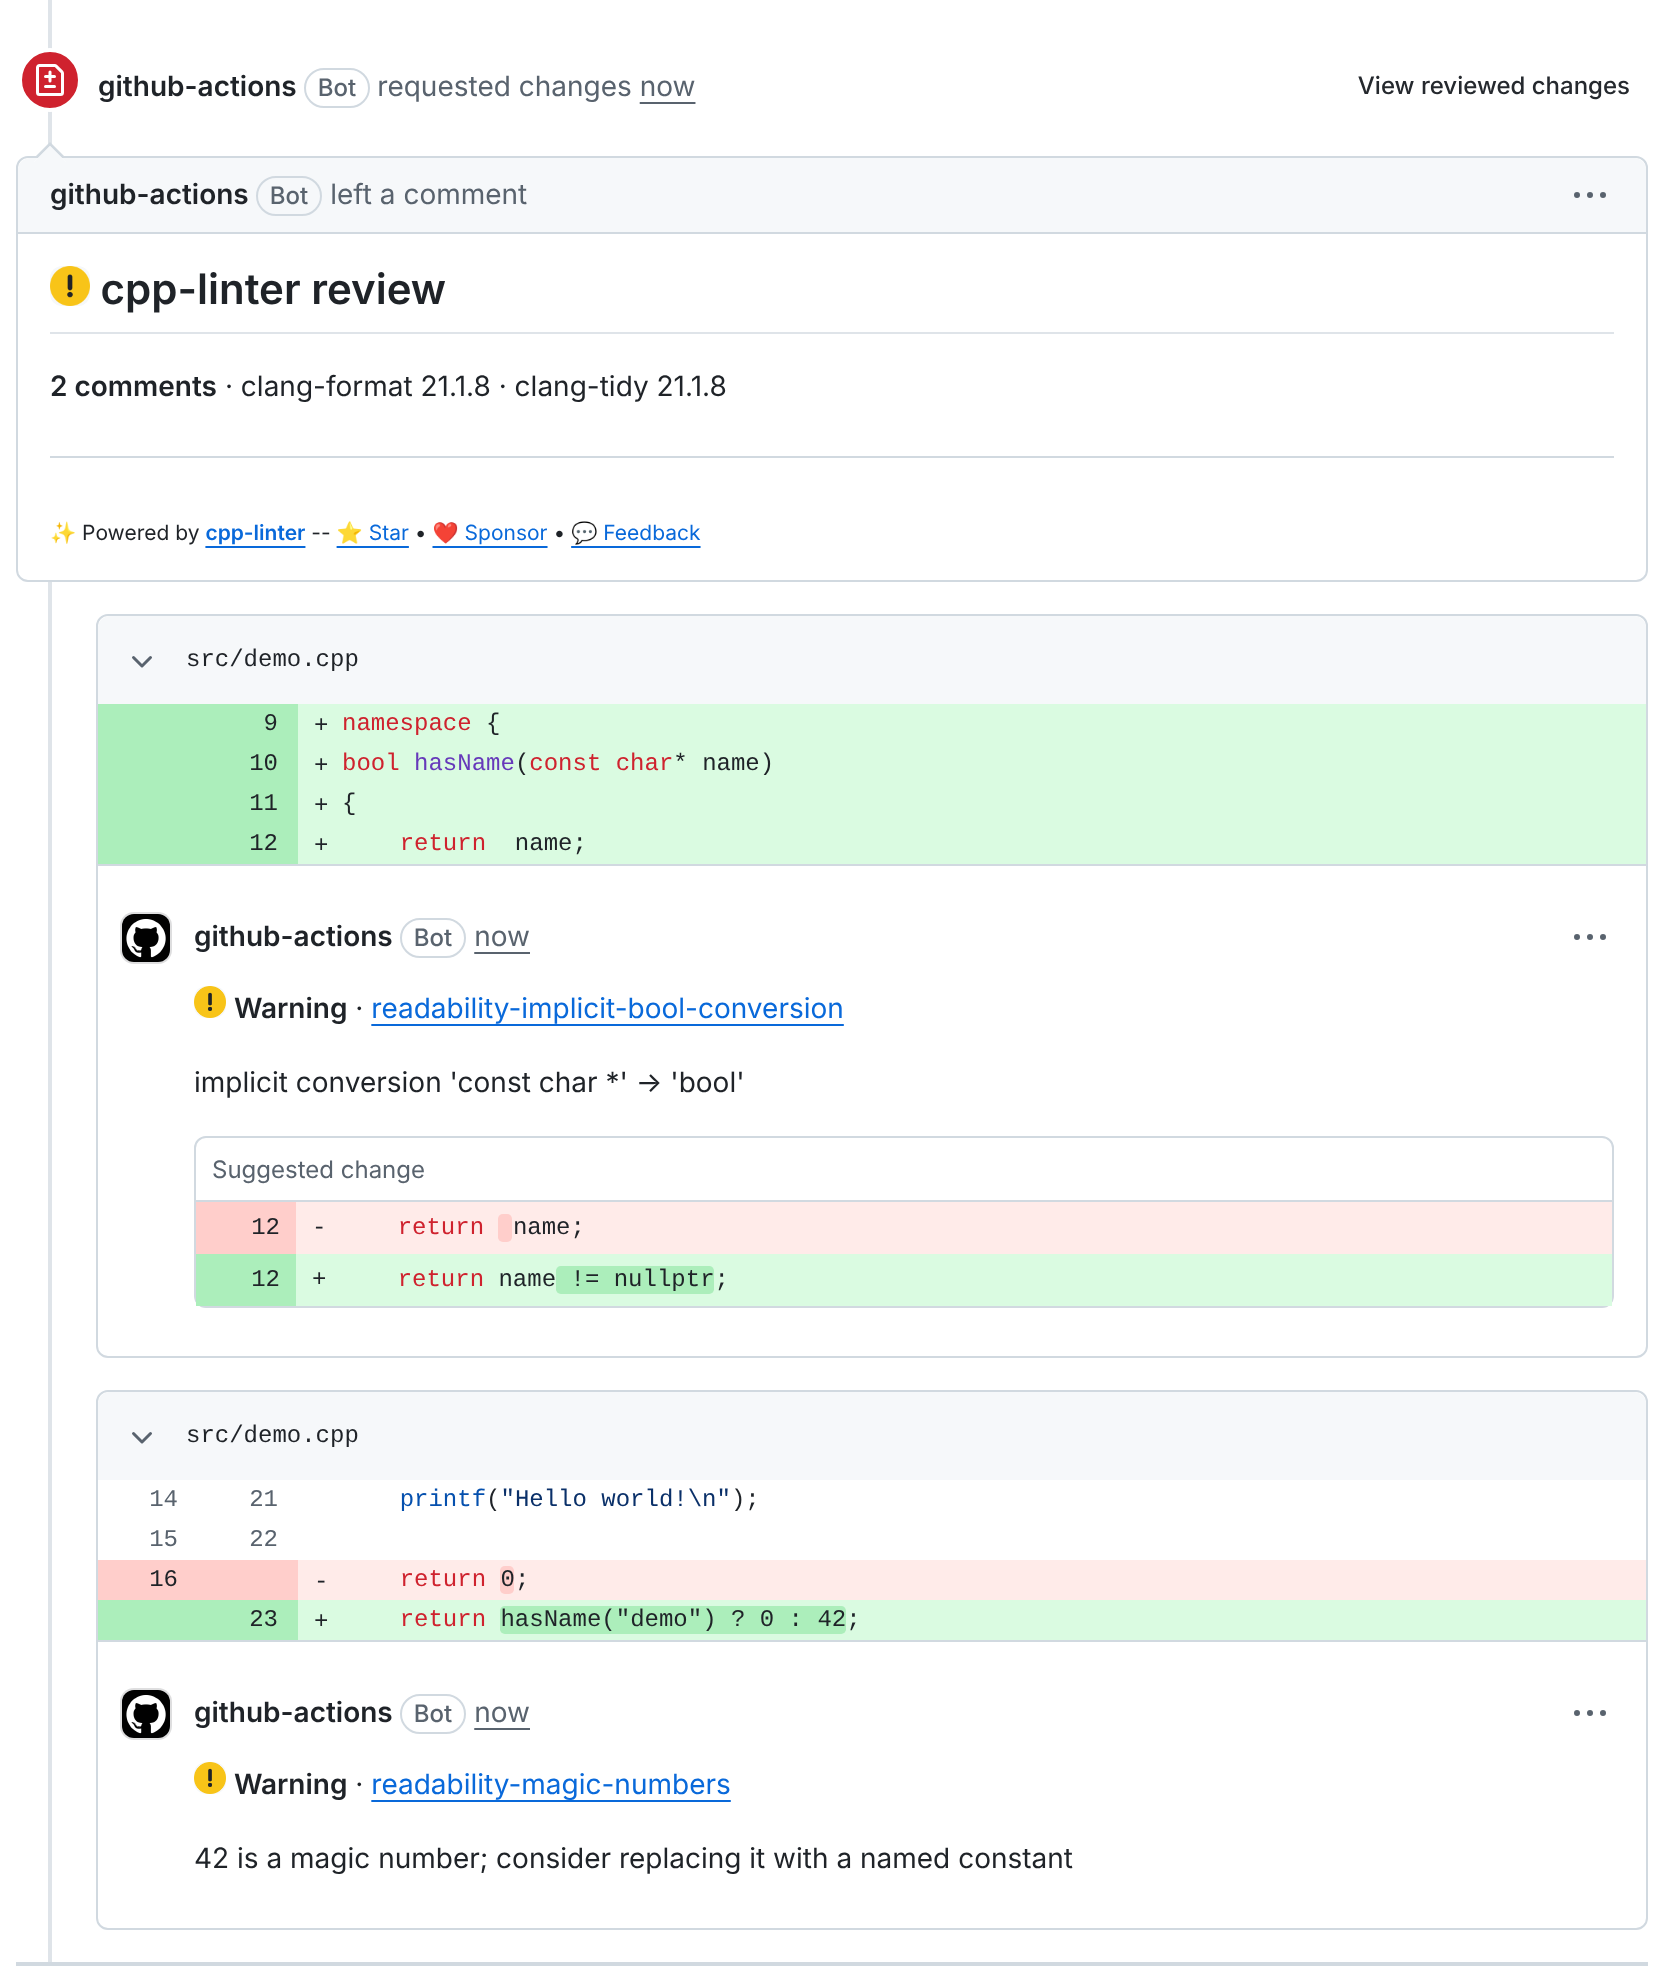 github-actions Bot requested changes now View reviewed changes
github-actions Bot left a comment
cpp-linter review
2 comments · clang-format 21.1.8 · clang-tidy 21.1.8
✨ Powered by cpp-linter -- ⭐ Star • ❤️ Sponsor • 💬 Feedback
src/demo.cpp
9 + namespace {
10 + bool hasName(const char* name)
11 + {
12 +     return  name;
github-actions Bot now
Warning · readability-implicit-bool-conversion
implicit conversion 'const char *' → 'bool'
Suggested change
12 -     return  name;
12 +     return name != nullptr;
src/demo.cpp
14 21     printf("Hello world!\n");
15 22
16 -     return 0;
23 +     return hasName("demo") ? 0 : 42;
github-actions Bot now
Warning · readability-magic-numbers
42 is a magic number; consider replacing it with a named constant